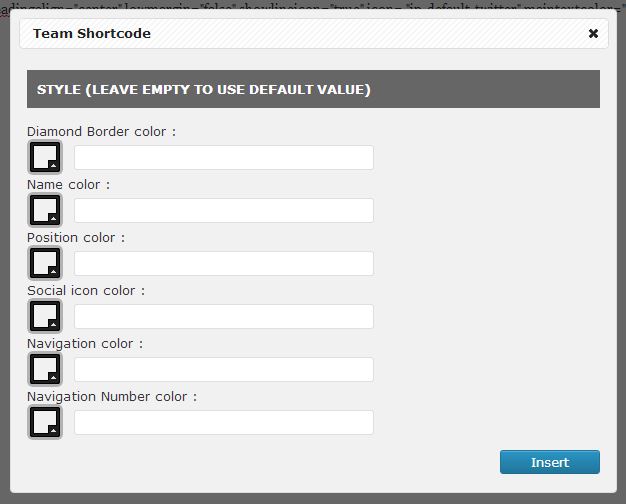 Team Shortcode
STYLE (LEAVE EMPTY TO USE DEFAULT VALUE)
Diamond Border color :
Name color :
Position color :
Social icon color :
Navigation color :
Navigation Number color :
Insert